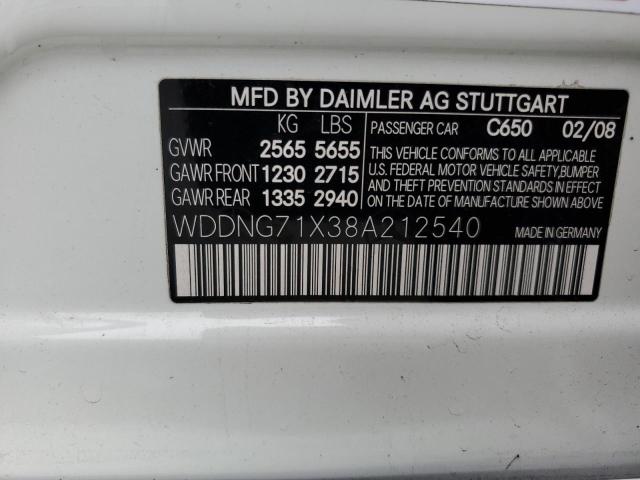 MFD BY DAIMLER AG STUTTGART
KG LBS
GVWR 2565 5655
GAWR FRONT 1230 2715
GAWR REAR 1335 2940
PASSENGER CAR C650 02/08
THIS VEHICLE CONFORMS TO ALL APPLICABLE
U.S. FEDERAL MOTOR VEHICLE SAFETY,BUMPER
AND THEFT PREVENTION STANDARDS IN EFFECT
ON THE DATE OF MANUFACTURE SHOWN ABOVE.
WDDNG71X38A212540 MADE IN GERMANY